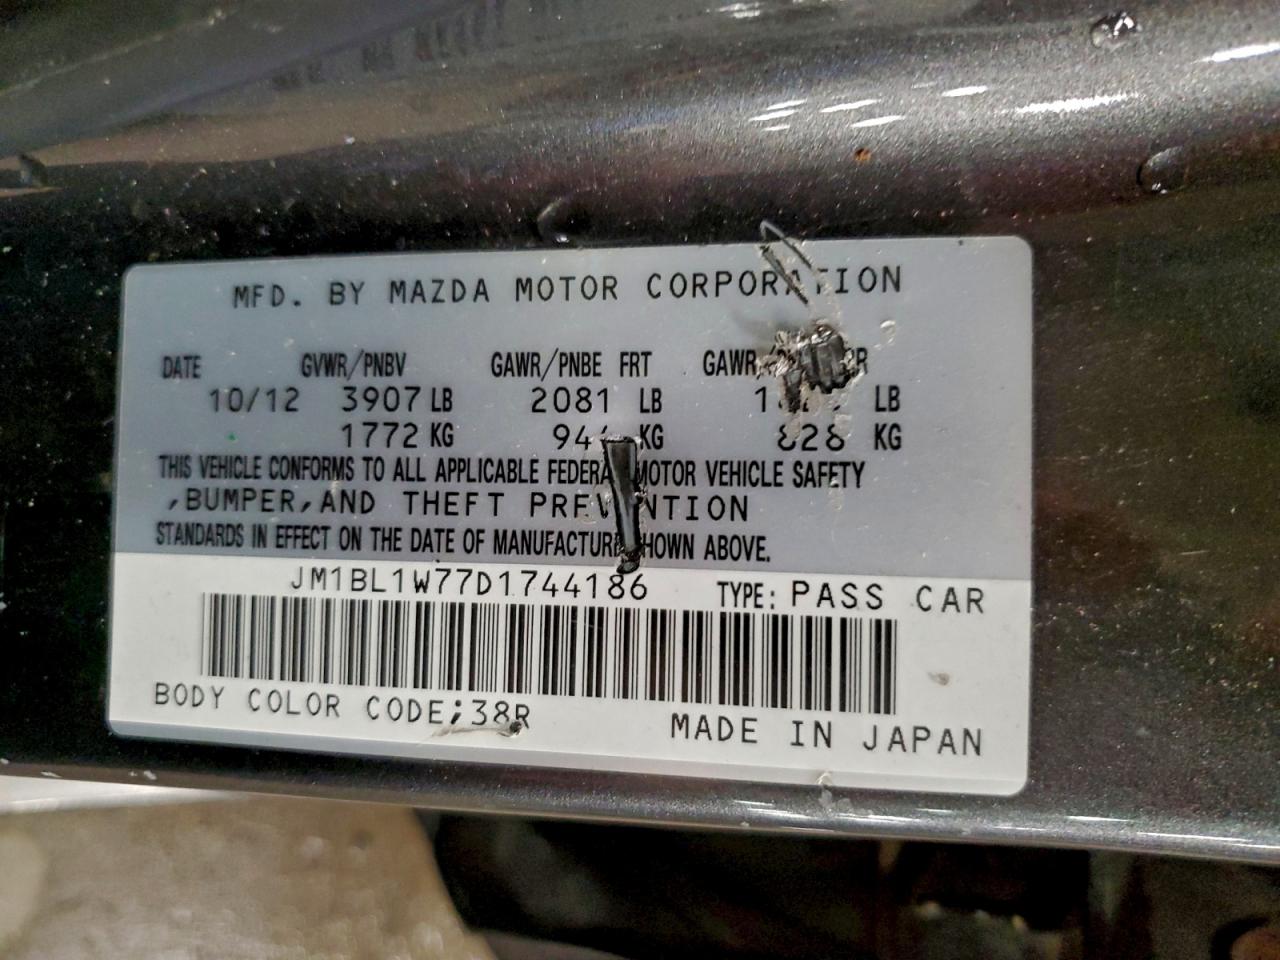 MFD. BY MAZDA MOTOR CORPORATION
DATE GVWR/PNBV GAWR/PNBE FRT
10/12 3907 LB 2081 LB LB
1772 KG KG 828 KG
THIS VEHICLE CONFORMS TO ALL APPLICABLE FEDERAL MOTOR VEHICLE SAFETY
,BUMPER,AND THEFT PREVENTION
STANDARDS IN EFFECT ON THE DATE OF MANUFACTURE SHOWN ABOVE.
JM1BL1W77D1744186 TYPE: PASS CAR
BODY COLOR CODE;38R MADE IN JAPAN